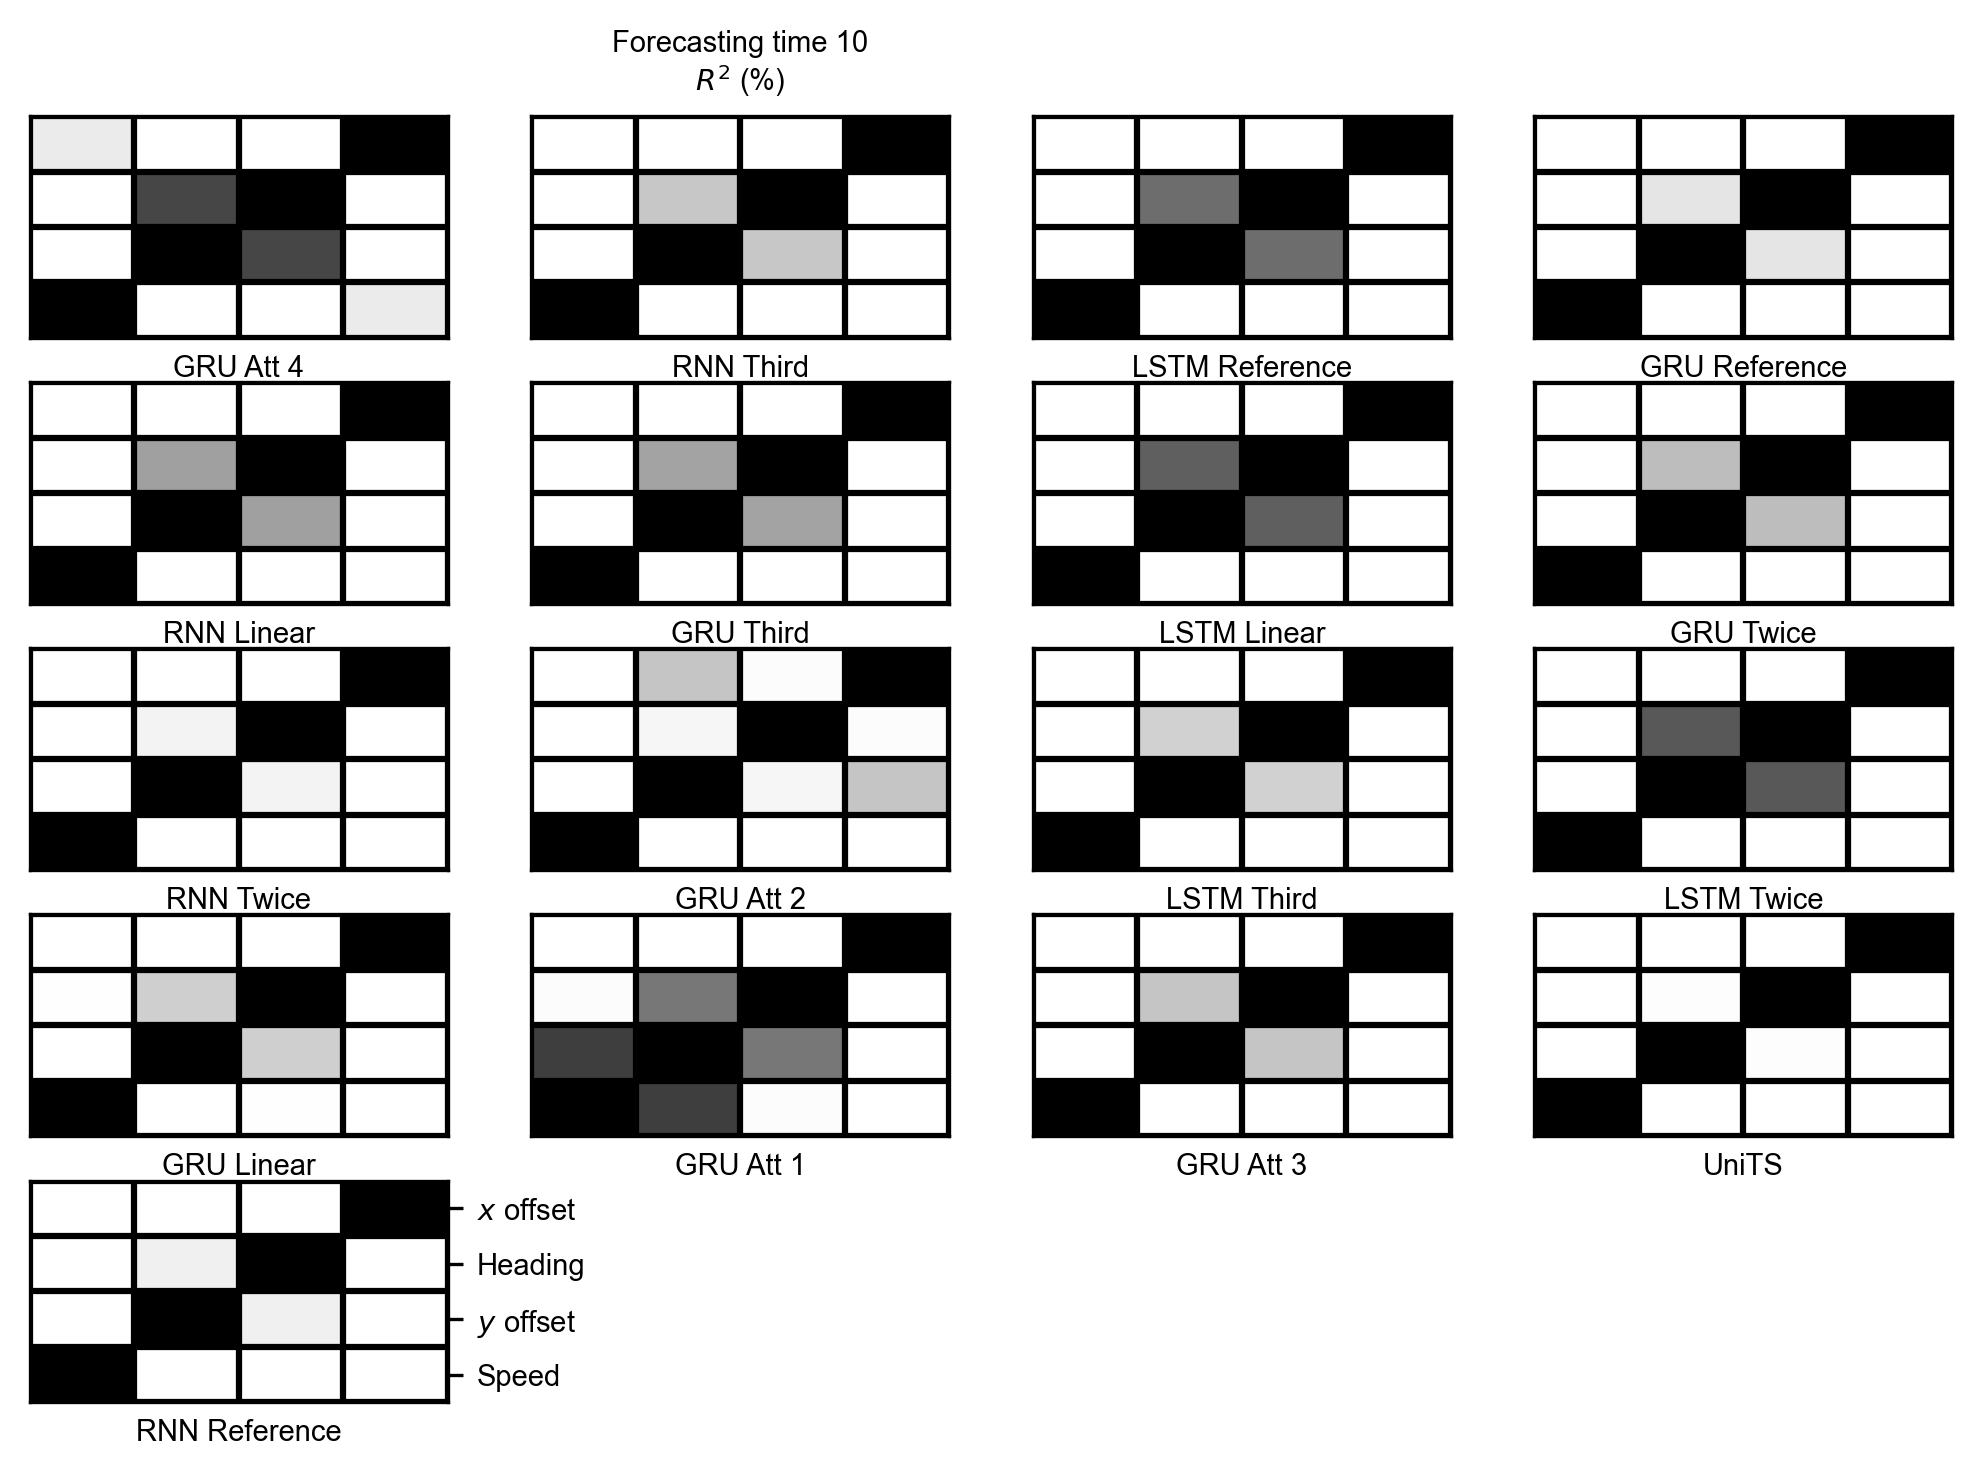 Forecasting time 10
R² (%)
GRU Att 4
RNN Third
LSTM Reference
GRU Reference
RNN Linear
GRU Third
LSTM Linear
GRU Twice
RNN Twice
GRU Att 2
LSTM Third
LSTM Twice
GRU Linear
GRU Att 1
GRU Att 3
UniTS
x offset
Heading
y offset
Speed
RNN Reference